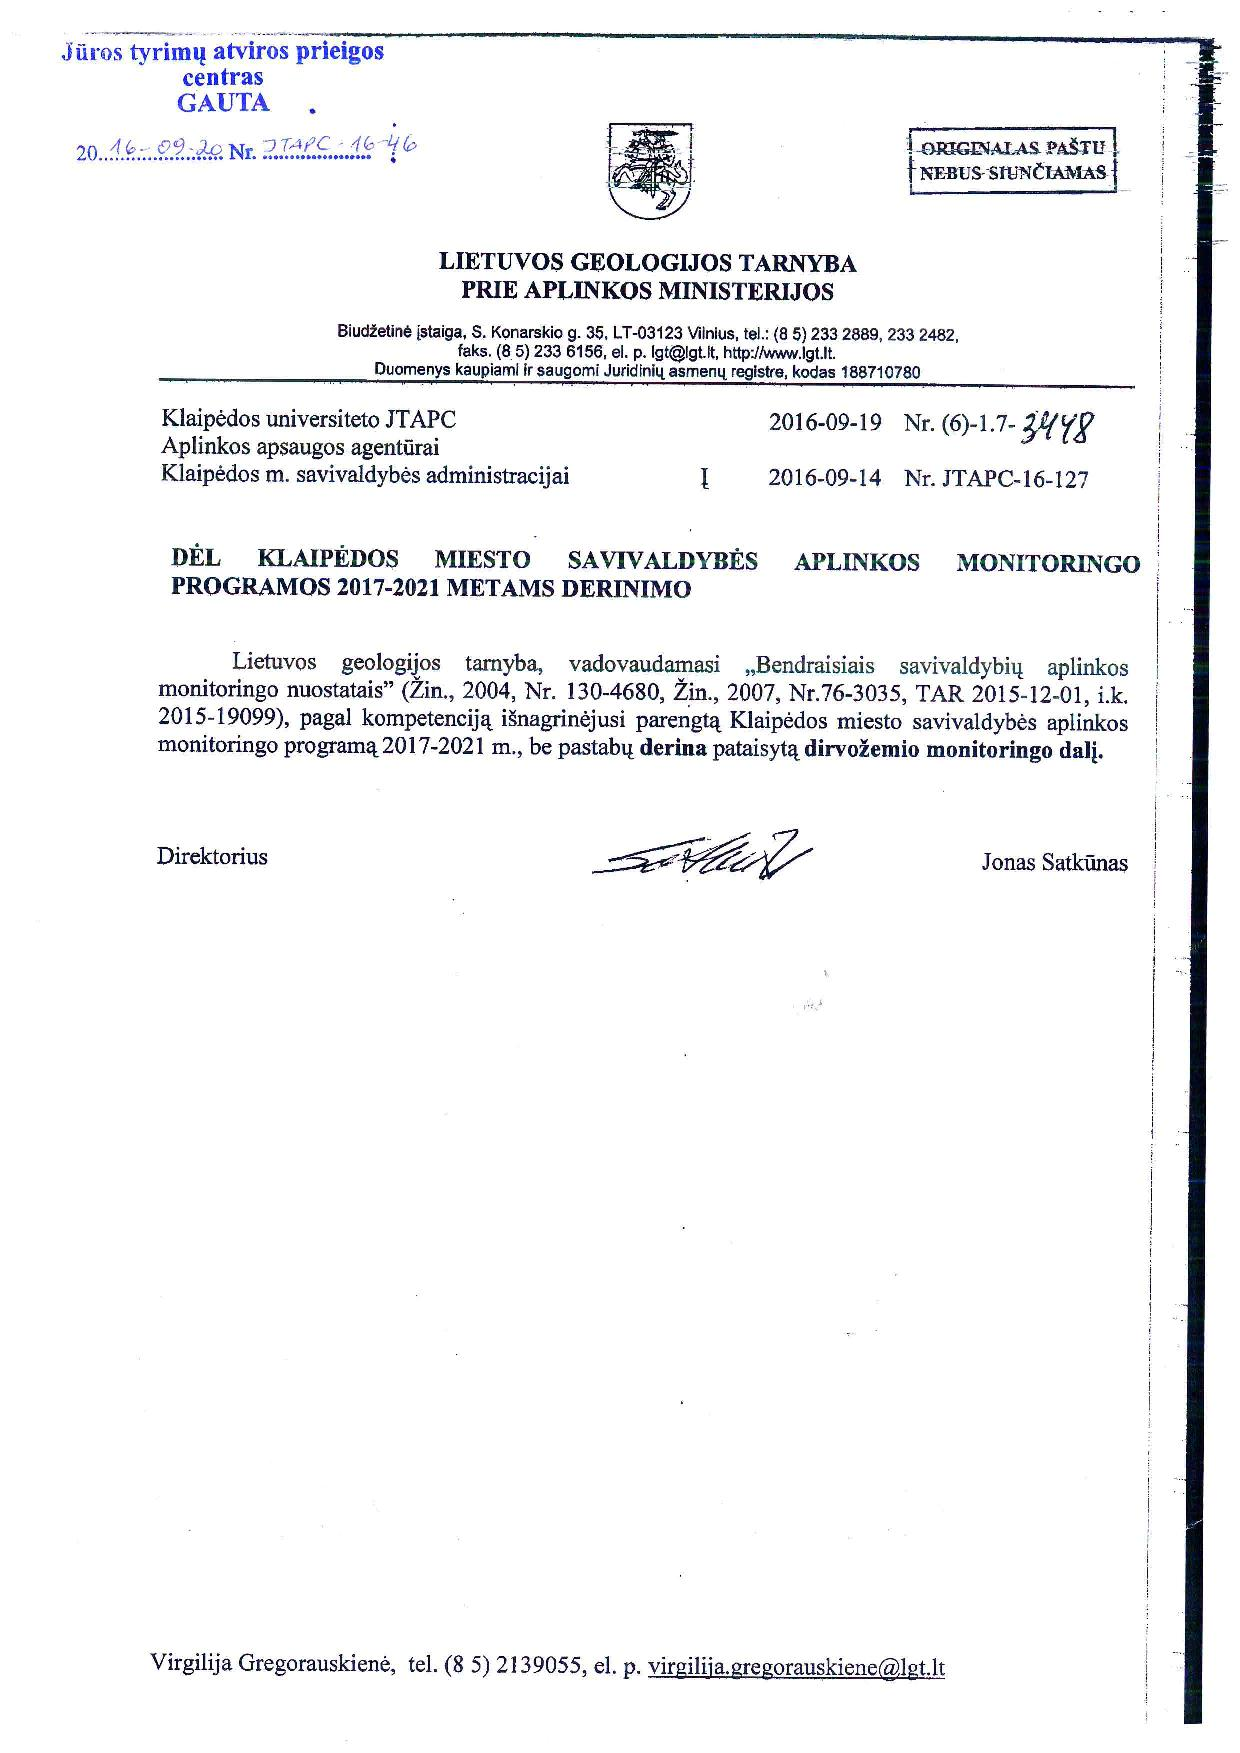 Jūros tyrimų atviros prieigos
centras
GAUTA
2016-09-20 Nr. JTAPC-16-46
ORIGINALAS PAŠTU
NEBUS SIUNČIAMAS
LIETUVOS GEOLOGIJOS TARNYBA
PRIE APLINKOS MINISTERIJOS
Biudžetinė įstaiga, S. Konarskio g. 35, LT-03123 Vilnius, tel.: (8 5) 233 2889, 233 2482,
faks. (8 5) 233 6156, el. p. lgt@lgt.lt, http://www.lgt.lt.
Duomenys kaupiami ir saugomi Juridinių asmenų registre, kodas 188710780
Klaipėdos universiteto JTAPC 2016-09-19 Nr. (6)-1.7-3448
Aplinkos apsaugos agentūrai
Klaipėdos m. savivaldybės administracijai Į 2016-09-14 Nr. JTAPC-16-127
DĖL KLAIPĖDOS MIESTO SAVIVALDYBĖS APLINKOS MONITORINGO
PROGRAMOS 2017-2021 METAMS DERINIMO
Lietuvos geologijos tarnyba, vadovaudamasi „Bendraisiais savivaldybių aplinkos
monitoringo nuostatais” (Žin., 2004, Nr. 130-4680, Žin., 2007, Nr.76-3035, TAR 2015-12-01, i.k.
2015-19099), pagal kompetenciją išnagrinėjusi parengtą Klaipėdos miesto savivaldybės aplinkos
monitoringo programą 2017-2021 m., be pastabų derina pataisytą dirvožemio monitoringo dalį.
Direktorius Jonas Satkūnas
Virgilija Gregorauskienė, tel. (8 5) 2139055, el. p. virgilija.gregorauskiene@lgt.lt